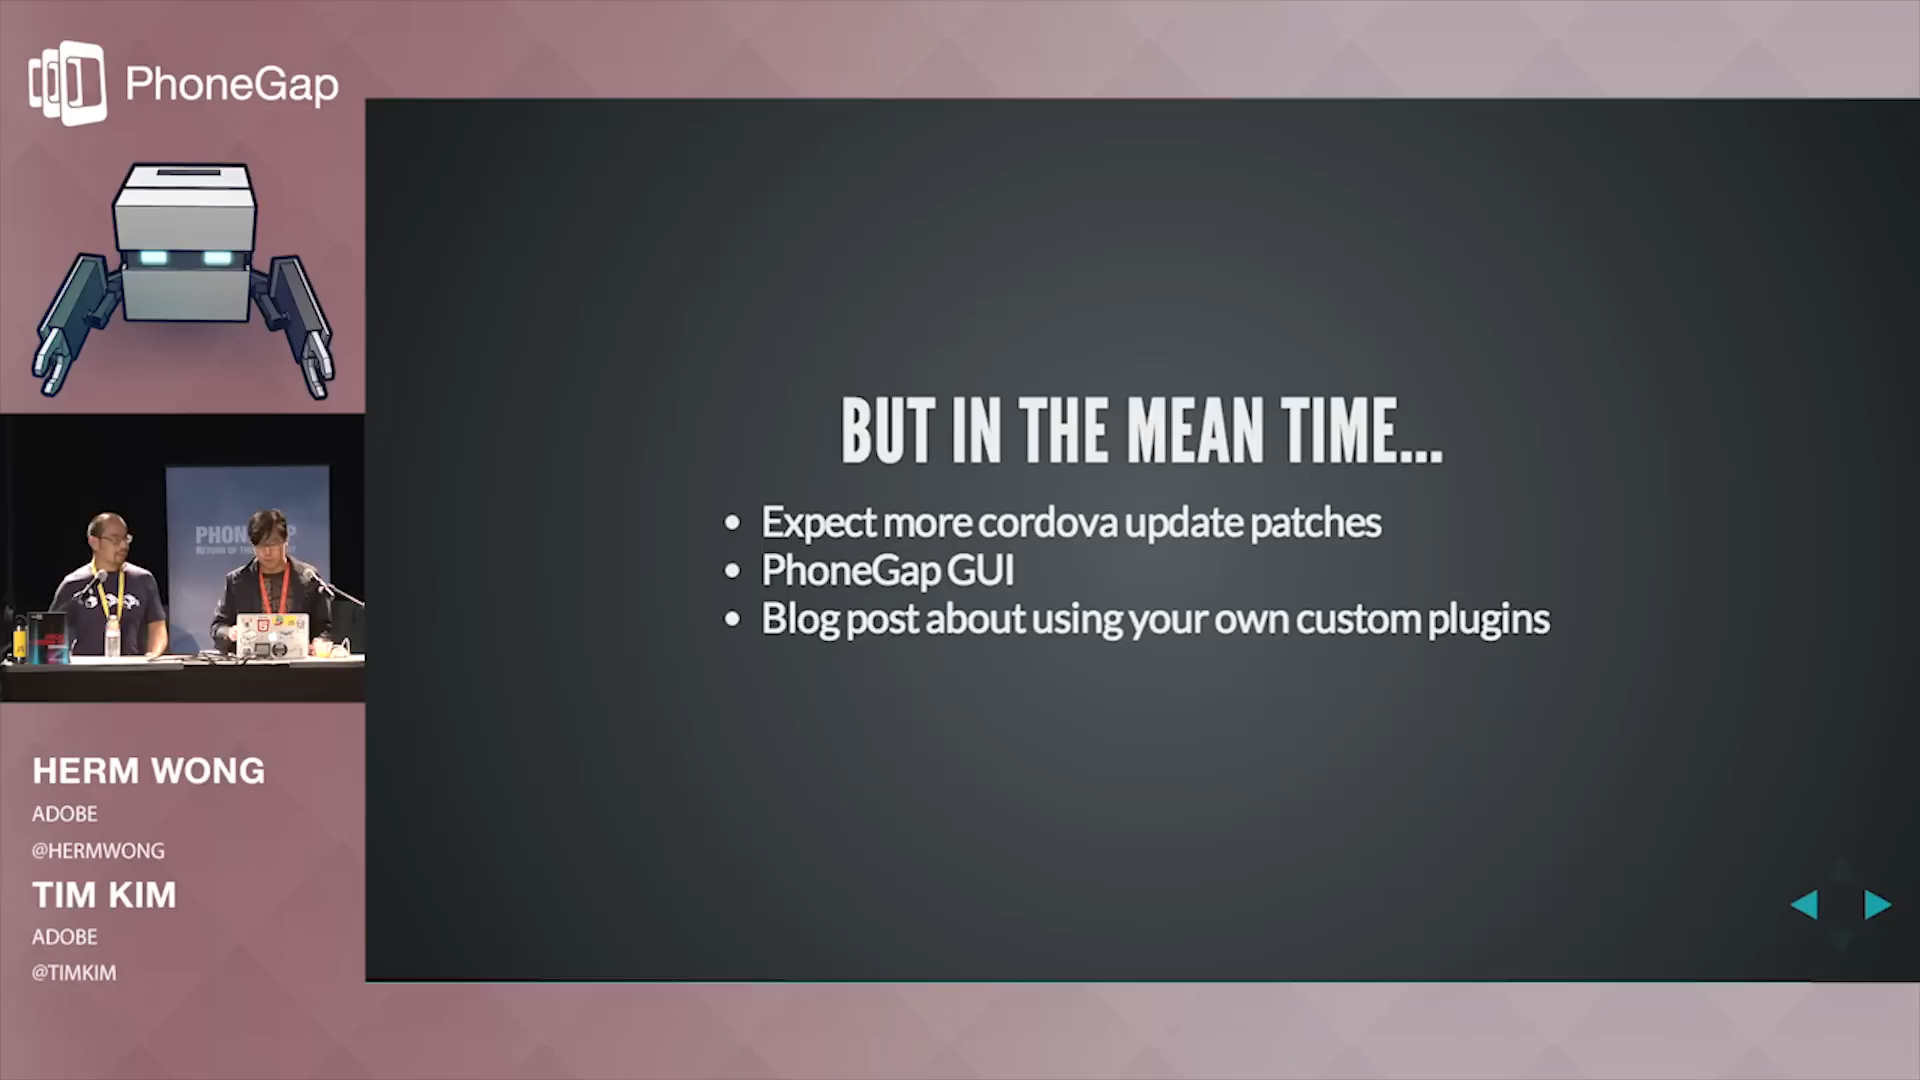 PhoneGap
BUT IN THE MEAN TIME...
• Expect more cordova update patches
• PhoneGap GUI
• Blog post about using your own custom plugins
HERM WONG
ADOBE
@HERMWONG
TIM KIM
ADOBE
@TIMKIM